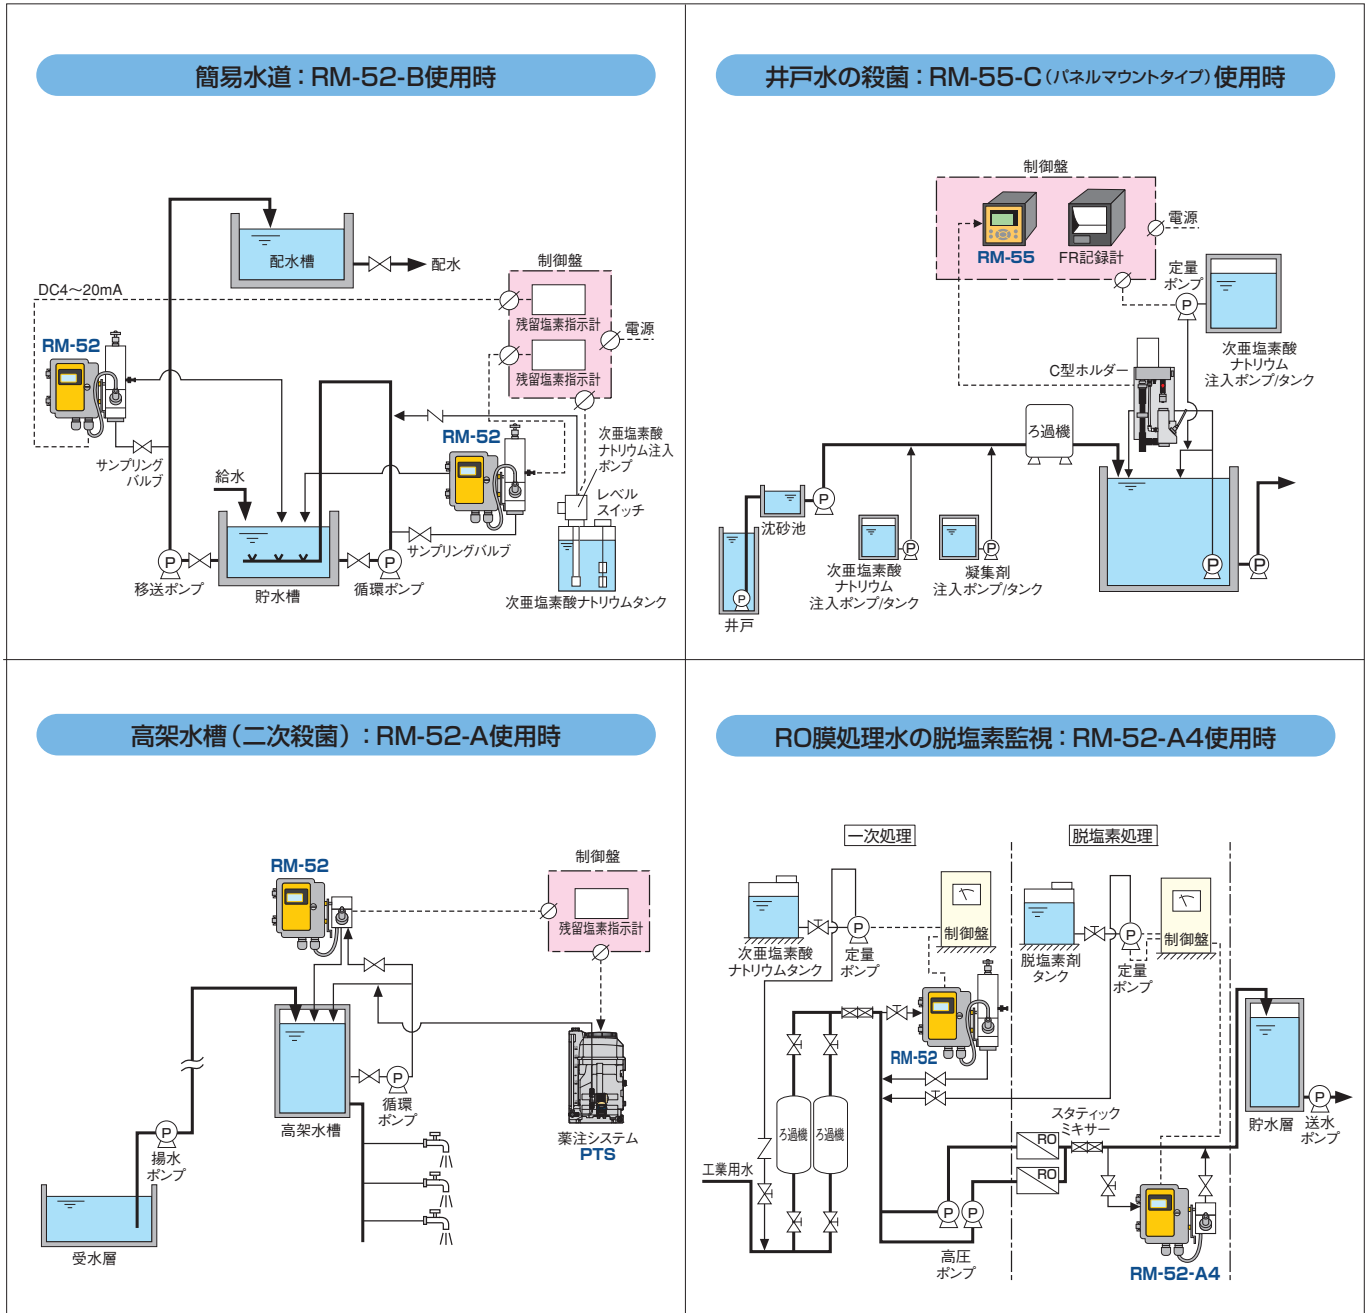 簡易水道：RM-52-B使用時
配水槽
配水
DC4～20mA
制御盤
残留塩素指示計
残留塩素指示計
電源
RM-52
サンプリング
バルブ
給水
RM-52
次亜塩素酸
ナトリウム注入
ポンプ
レベル
スイッチ
サンプリングバルブ
P
移送ポンプ
貯水槽
P
循環ポンプ
次亜塩素酸ナトリウムタンク
井戸水の殺菌：RM-55-C（パネルマウントタイプ）使用時
制御盤
RM-55
FR記録計
電源
定量
ポンプ
P
次亜塩素酸
ナトリウム
注入ポンプ/タンク
C型ホルダー
ろ過機
沈砂池
P
P
井戸
P
次亜塩素酸
ナトリウム
注入ポンプ/タンク
P
凝集剤
注入ポンプ/タンク
P
P
高架水槽（二次殺菌）：RM-52-A使用時
RM-52
制御盤
残留塩素指示計
P
循環
ポンプ
高架水槽
薬注システム
PTS
P
揚水
ポンプ
受水層
RO膜処理水の脱塩素監視：RM-52-A4使用時
一次処理
脱塩素処理
次亜塩素酸
ナトリウムタンク
P
定量
ポンプ
制御盤
脱塩素剤
タンク
P
定量
ポンプ
制御盤
RM-52
ろ過機
ろ過機
工業用水
P
P
高圧
ポンプ
RO
RO
スタティック
ミキサー
RM-52-A4
貯水層
P
送水
ポンプ